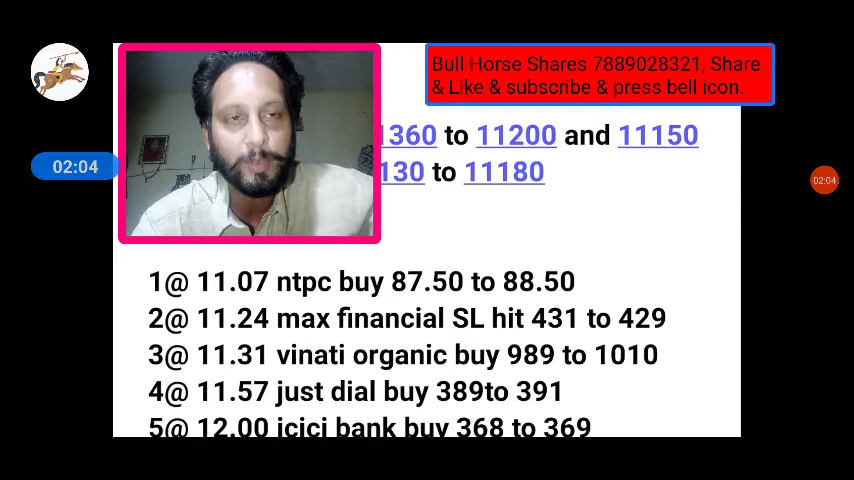 Bull Horse Shares 7889028321, Share
& Like & subscribe & press bell icon.
1360 to 11200 and 11150
02:04
02:04
130 to 11180
1@ 11.07 ntpc buy 87.50 to 88.50
2@ 11.24 max financial SL hit 431 to 429
3@ 11.31 vinati organic buy 989 to 1010
4@ 11.57 just dial buy 389to 391
5@ 12.00 icici bank buy 368 to 369